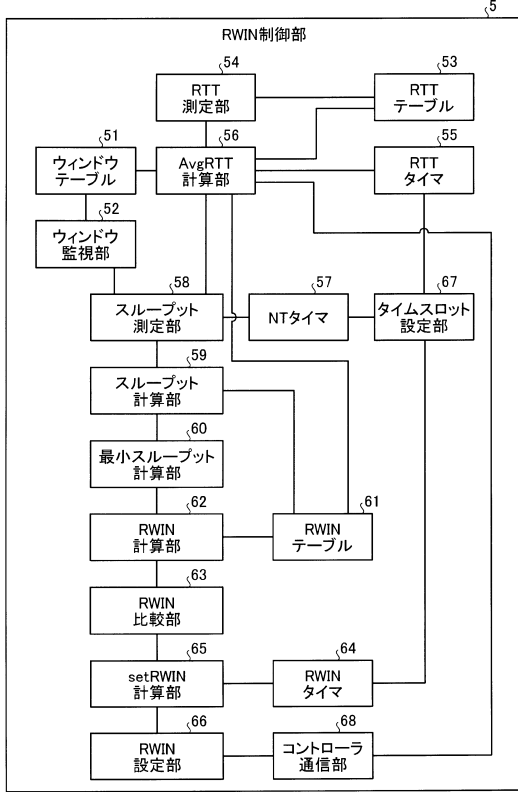 5
RWIN制御部
54
RTT
測定部
53
RTT
テーブル
51
ウィンドウ
テーブル
56
AvgRTT
計算部
55
RTT
タイマ
52
ウィンドウ
監視部
58
スループット
測定部
57
NTタイマ
67
タイムスロット
設定部
59
スループット
計算部
60
最小スループット
計算部
62
RWIN
計算部
61
RWIN
テーブル
63
RWIN
比較部
65
setRWIN
計算部
64
RWIN
タイマ
66
RWIN
設定部
68
コントローラ
通信部